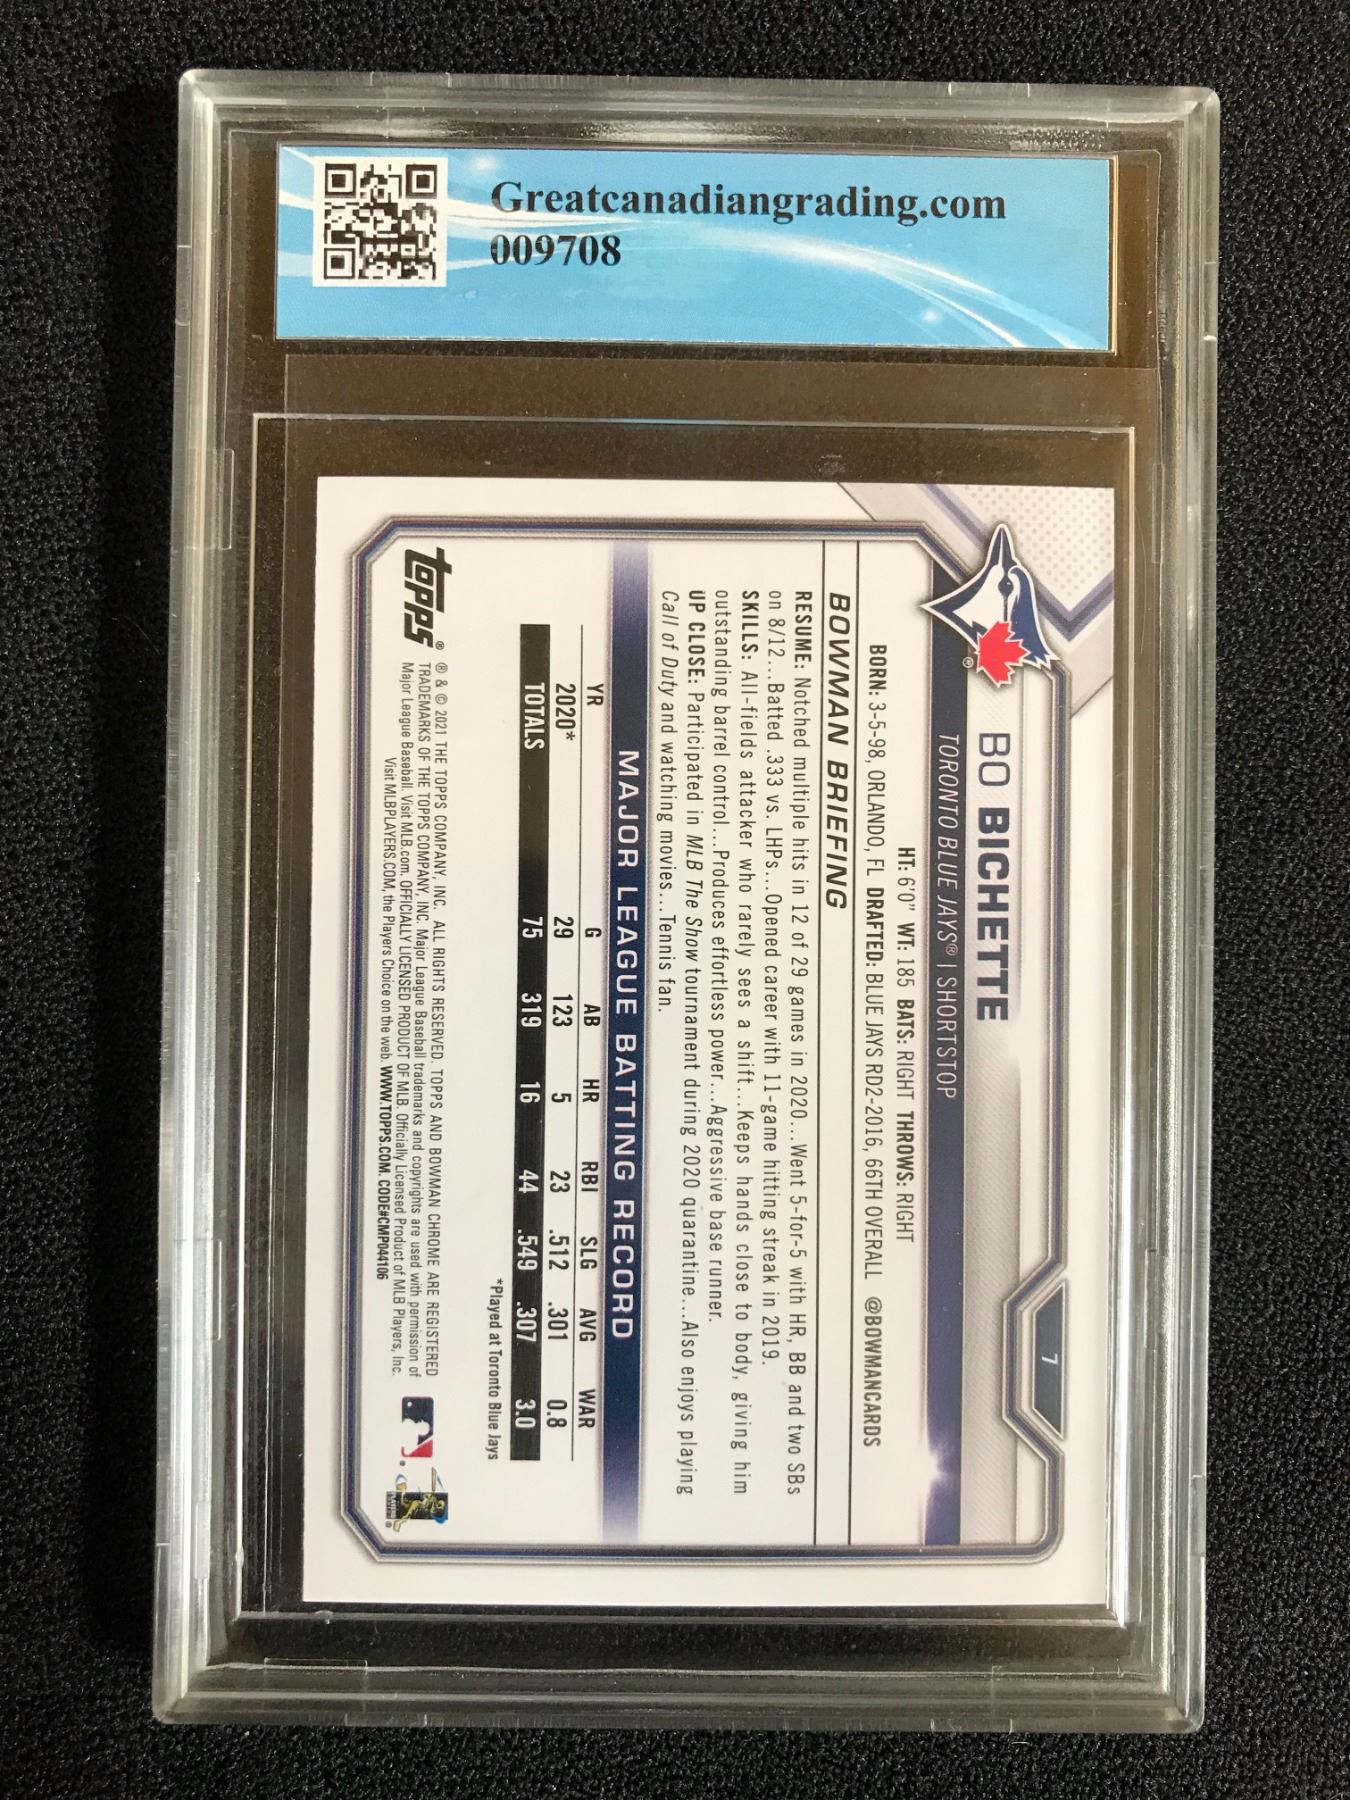 Greatcanadiangrading.com
009708
7
BO BICHETTE
TORONTO BLUE JAYS® | SHORTSTOP
HT: 6'0" WT: 185 BATS: RIGHT THROWS: RIGHT
BORN: 3-5-98, ORLANDO, FL DRAFTED: BLUE JAYS RD2-2016, 66TH OVERALL @BOWMANCARDS
BOWMAN BRIEFING
RESUME: Notched multiple hits in 12 of 29 games in 2020...Went 5-for-5 with HR, BB and two SBs
on 8/12...Batted .333 vs. LHPs...Opened career with 11-game hitting streak in 2019.
SKILLS: All-fields attacker who rarely sees a shift...Keeps hands close to body, giving him
outstanding barrel control...Produces effortless power...Aggressive base runner.
UP CLOSE: Participated in MLB The Show tournament during 2020 quarantine...Also enjoys playing
Call of Duty and watching movies...Tennis fan.
MAJOR LEAGUE BATTING RECORD
YR G AB HR RBI SLG AVG WAR
2020* 29 123 5 23 .512 .301 0.8
TOTALS 75 319 16 44 .549 .307 3.0
*Played at Toronto Blue Jays
topps®
® & © 2021 THE TOPPS COMPANY, INC. ALL RIGHTS RESERVED. TOPPS AND BOWMAN CHROME ARE REGISTERED
TRADEMARKS OF THE TOPPS COMPANY, INC. Major League Baseball trademarks and copyrights are used with permission of
Major League Baseball. Visit MLB.com. OFFICIALLY LICENSED PRODUCT OF MLB. Officially Licensed Product of MLB Players, Inc.
Visit MLBPLAYERS.COM, the Players Choice on the web. WWW.TOPPS.COM. CODE#CMP044106